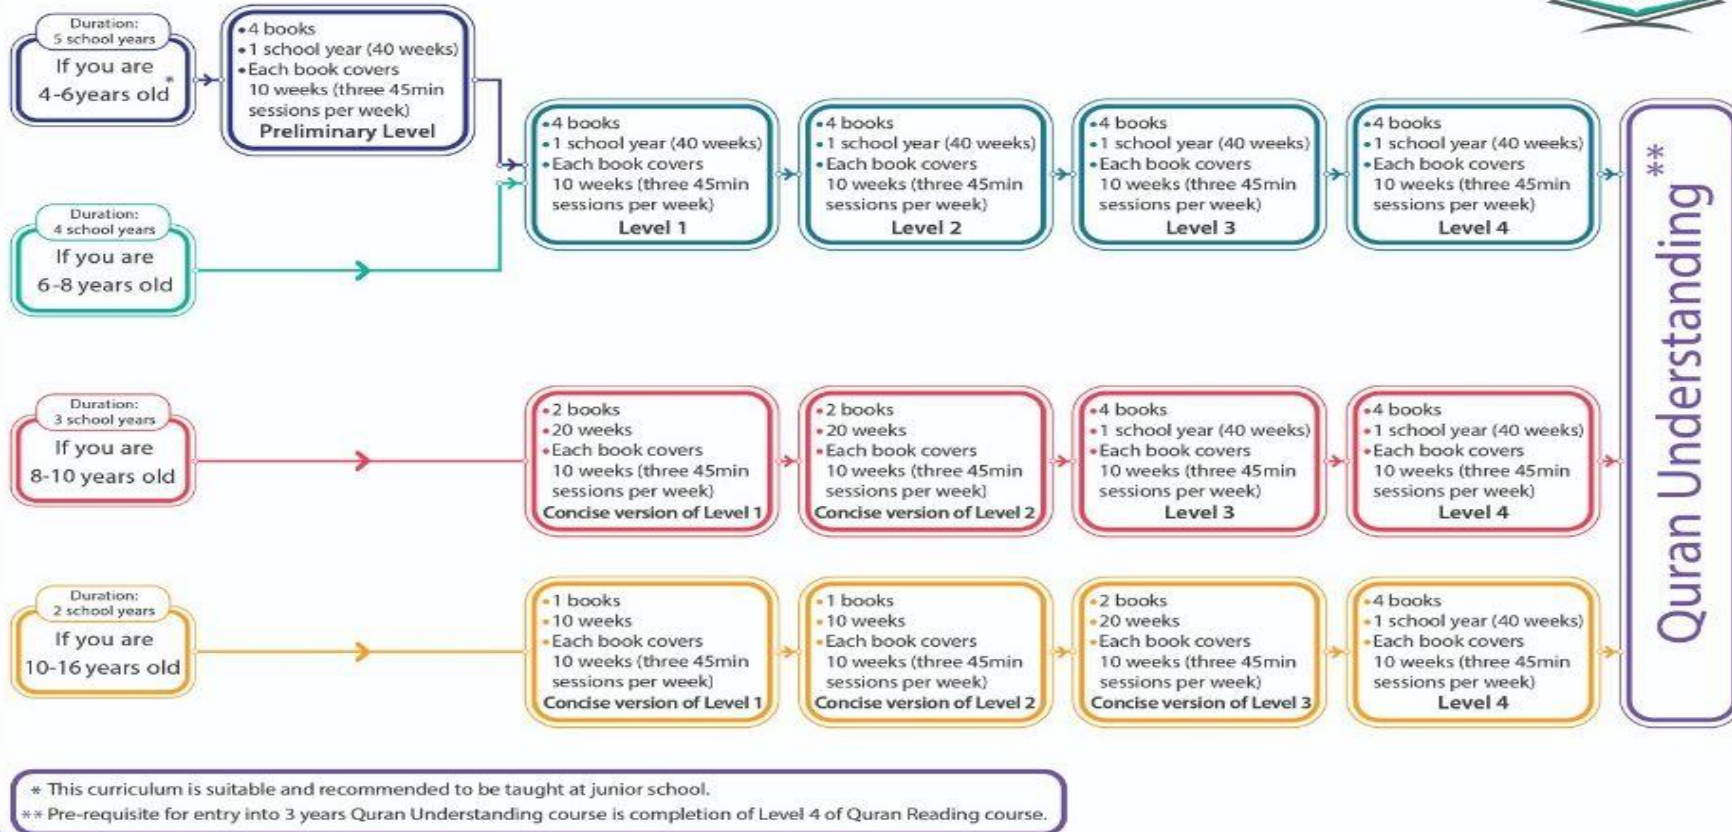 Duration:
5 school years
If you are
4-6years old*
•4 books
•1 school year (40 weeks)
•Each book covers
10 weeks (three 45min
sessions per week)
Preliminary Level
Duration:
4 school years
If you are
6-8 years old
•4 books
•1 school year (40 weeks)
•Each book covers
10 weeks (three 45min
sessions per week)
Level 1
•4 books
•1 school year (40 weeks)
•Each book covers
10 weeks (three 45min
sessions per week)
Level 2
•4 books
•1 school year (40 weeks)
•Each book covers
10 weeks (three 45min
sessions per week)
Level 3
•4 books
•1 school year (40 weeks)
•Each book covers
10 weeks (three 45min
sessions per week)
Level 4
Duration:
3 school years
If you are
8-10 years old
•2 books
•20 weeks
•Each book covers
10 weeks (three 45min
sessions per week)
Concise version of Level 1
•2 books
•20 weeks
•Each book covers
10 weeks (three 45min
sessions per week)
Concise version of Level 2
•4 books
•1 school year (40 weeks)
•Each book covers
10 weeks (three 45min
sessions per week)
Level 3
•4 books
•1 school year (40 weeks)
•Each book covers
10 weeks (three 45min
sessions per week)
Level 4
Duration:
2 school years
If you are
10-16 years old
•1 books
•10 weeks
•Each book covers
10 weeks (three 45min
sessions per week)
Concise version of Level 1
•1 books
•10 weeks
•Each book covers
10 weeks (three 45min
sessions per week)
Concise version of Level 2
•2 books
•20 weeks
•Each book covers
10 weeks (three 45min
sessions per week)
Concise version of Level 3
•4 books
•1 school year (40 weeks)
•Each book covers
10 weeks (three 45min
sessions per week)
Level 4
Quran Understanding **
* This curriculum is suitable and recommended to be taught at junior school.
** Pre-requisite for entry into 3 years Quran Understanding course is completion of Level 4 of Quran Reading course.